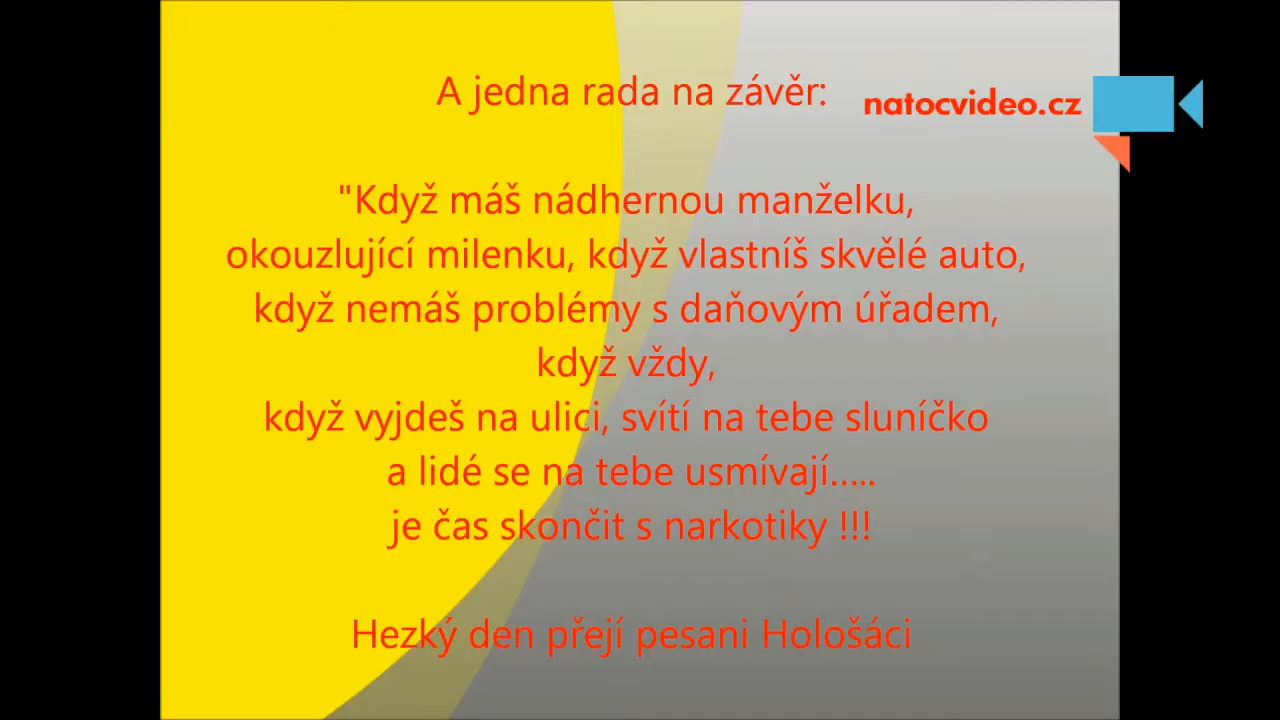 A jedna rada na závěr:
natocvideo.cz
"Když máš nádhernou manželku,
okouzlující milenku, když vlastníš skvělé auto,
když nemáš problémy s daňovým úřadem,
když vždy,
když vyjdeš na ulici, svítí na tebe sluníčko
a lidé se na tebe usmívají.....
je čas skončit s narkotiky !!!
Hezký den přejí pesani Hološáci